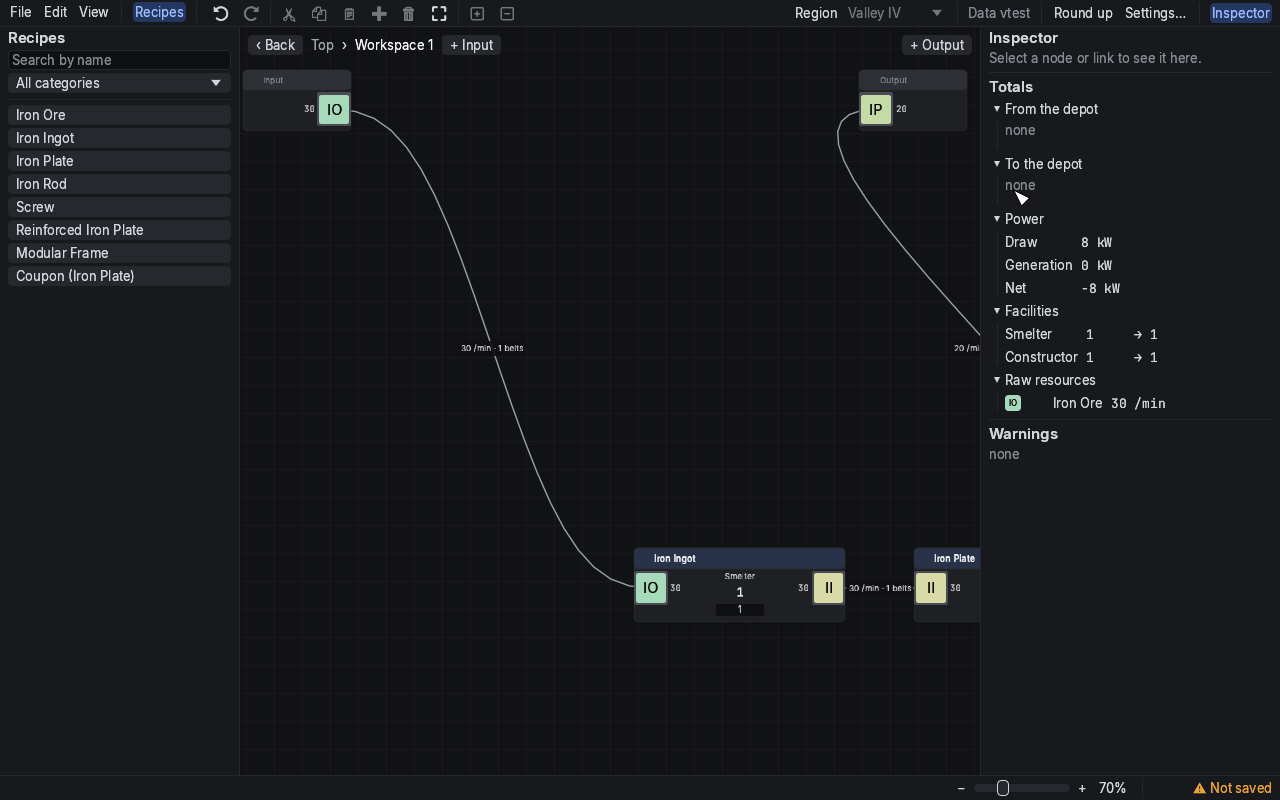 File Edit View Recipes Region Valley IV Data vtest Round up Settings... Inspector
Recipes
Search by name
All categories
Iron Ore
Iron Ingot
Iron Plate
Iron Rod
Screw
Reinforced Iron Plate
Modular Frame
Coupon (Iron Plate)
‹ Back Top › Workspace 1 + Input + Output
Input
30 IO
Output
IP 20
30 /min · 1 belts
20 /mi
Iron Ingot
IO 30 Smelter 30 II
1
1
30 /min · 1 belts
Iron Plate
II 30
Inspector
Select a node or link to see it here.
Totals
From the depot
none
To the depot
none
Power
Draw 8 kW
Generation 0 kW
Net -8 kW
Facilities
Smelter 1 → 1
Constructor 1 → 1
Raw resources
IO Iron Ore 30 /min
Warnings
none
− + 70% Not saved